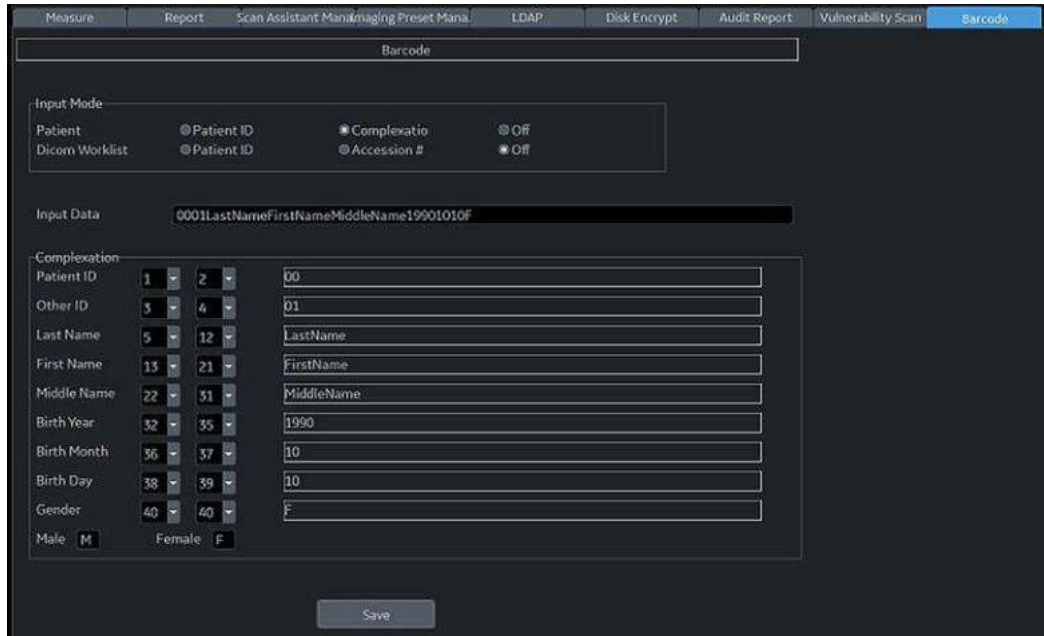 Measure Report Scan Assistant Mana Imaging Preset Mana. LDAP Disk Encrypt Audit Report Vulnerability Scan Barcode
Barcode
Input Mode
Patient Patient ID Complexatio Off
Dicom Worklist Patient ID Accession # Off
Input Data 0001LastNameFirstNameMiddleName19901010F
Complexation
Patient ID 1 2 00
Other ID 3 4 01
Last Name 5 12 LastName
First Name 13 21 FirstName
Middle Name 22 31 MiddleName
Birth Year 32 35 1990
Birth Month 36 37 10
Birth Day 38 39 10
Gender 40 40 F
Male M Female F
Save